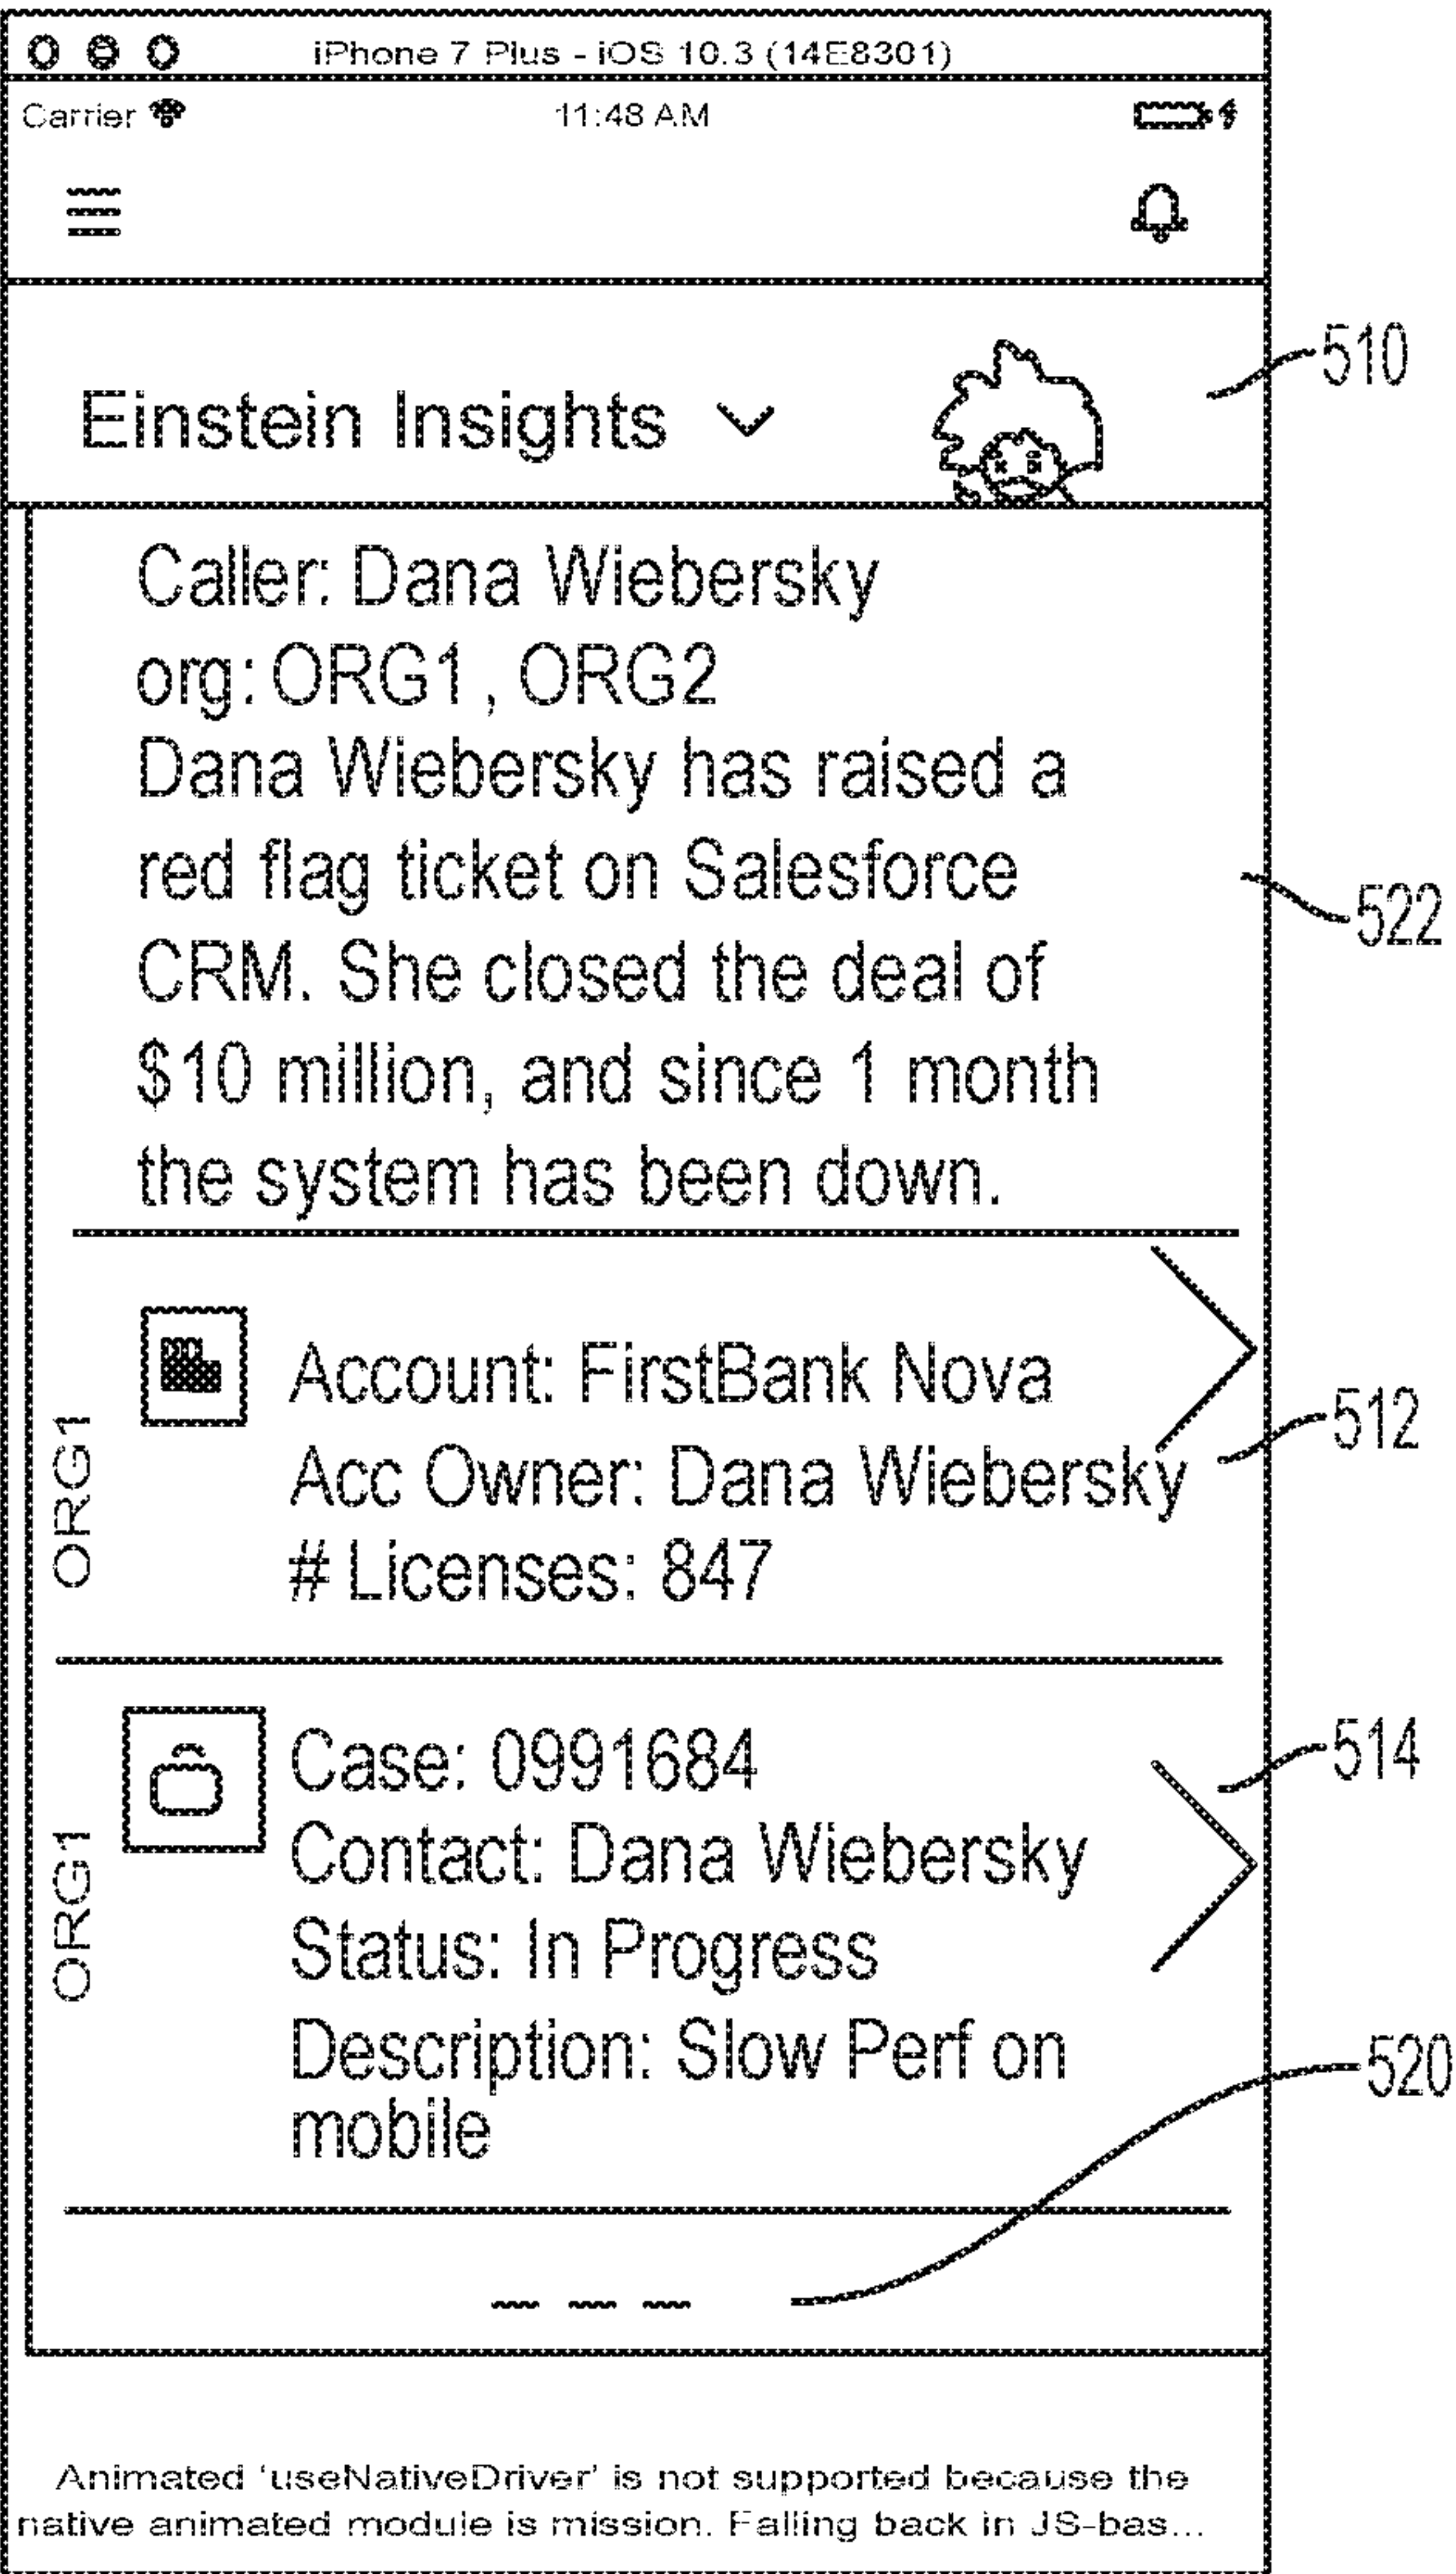 iPhone 7 Plus - iOS 10.3 (14E8301)
Carrier 11:48 AM
Einstein Insights
510
Caller: Dana Wiebersky
org: ORG1, ORG2
Dana Wiebersky has raised a
red flag ticket on Salesforce
522
CRM. She closed the deal of
$10 million, and since 1 month
the system has been down.
ORG1
Account: FirstBank Nova
512
Acc Owner: Dana Wiebersky
# Licenses: 847
ORG1
Case: 0991684
514
Contact: Dana Wiebersky
Status: In Progress
Description: Slow Perf on
mobile
520
Animated 'useNativeDriver' is not supported because the
native animated module is mission. Falling back in JS-bas...